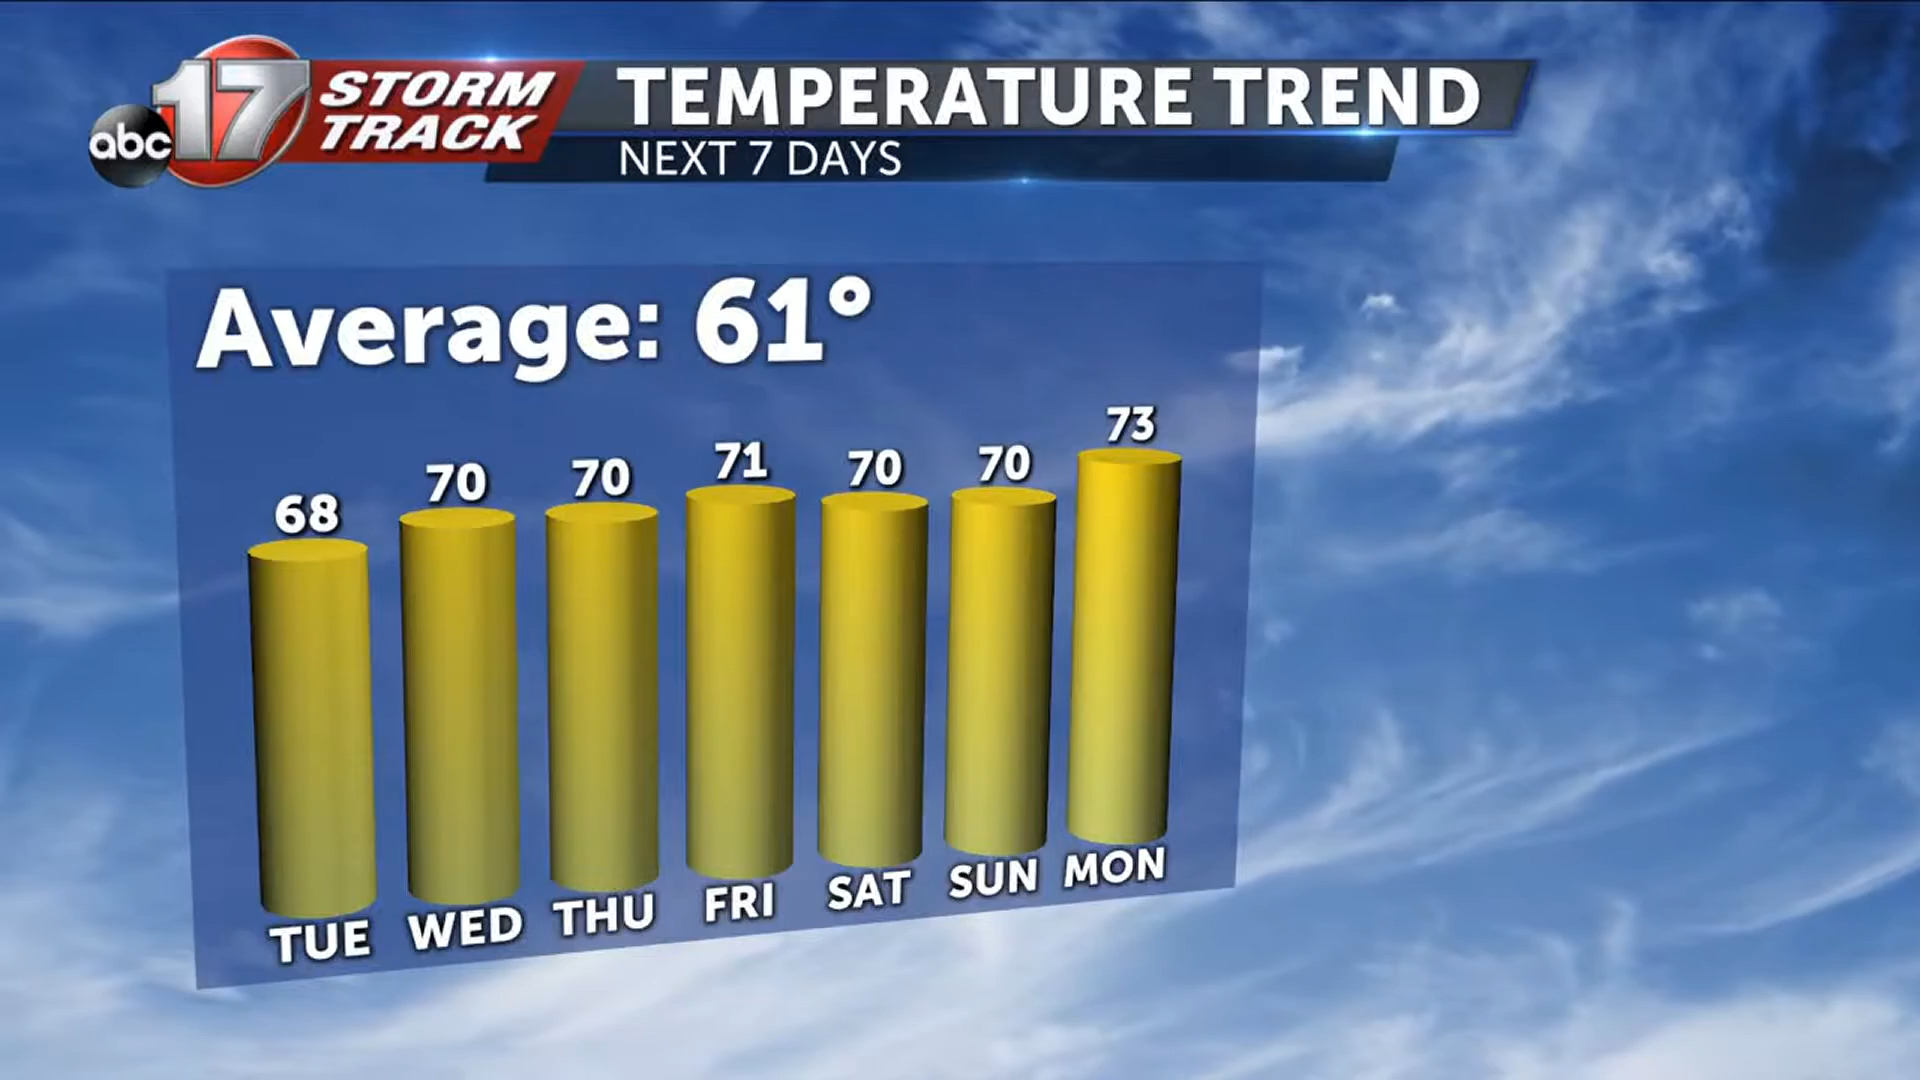 abc 17 STORM TRACK
TEMPERATURE TREND
NEXT 7 DAYS
Average: 61°
68 70 70 71 70 70 73
TUE WED THU FRI SAT SUN MON